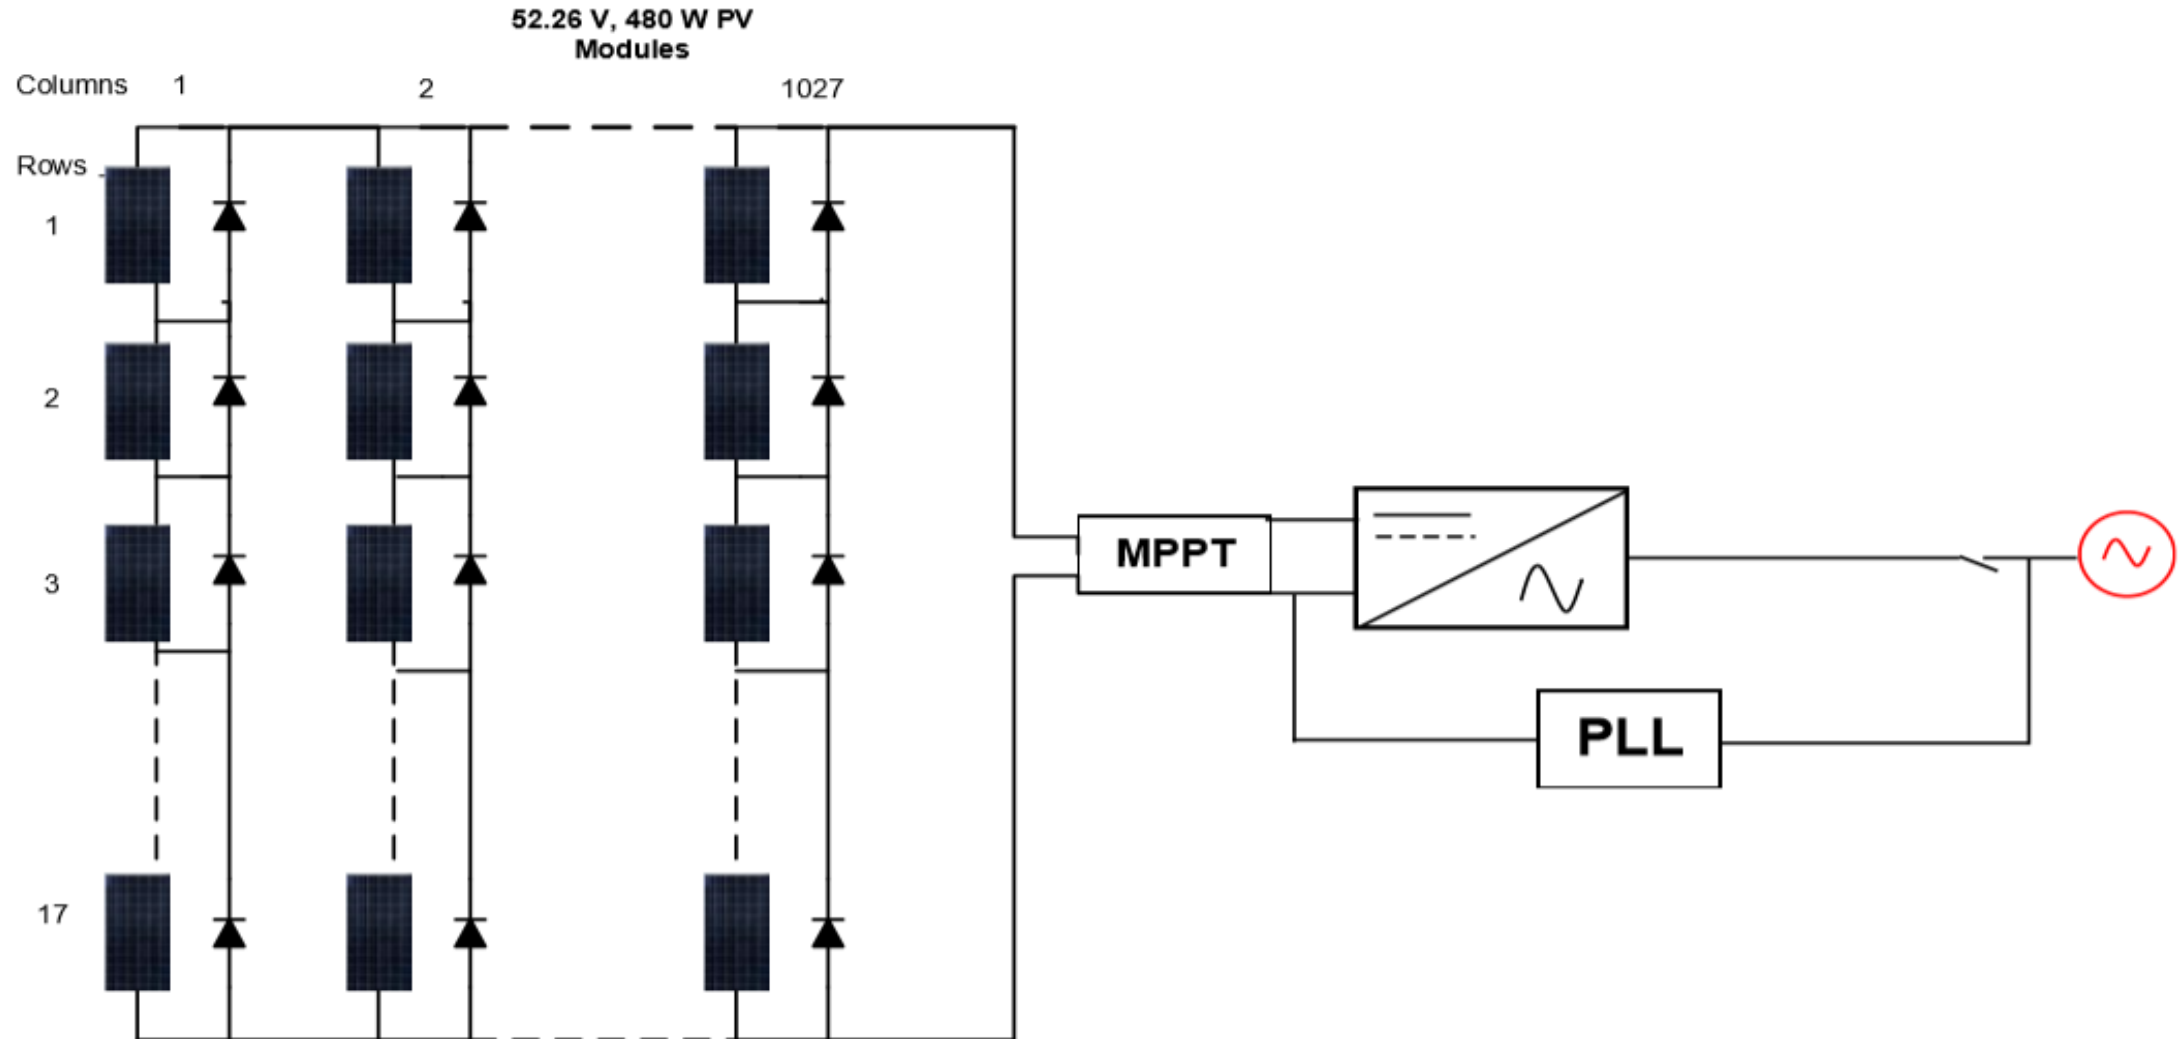 52.26 V, 480 W PV
Modules
Columns 1 2 1027
Rows
1
2
3
17
MPPT
PLL